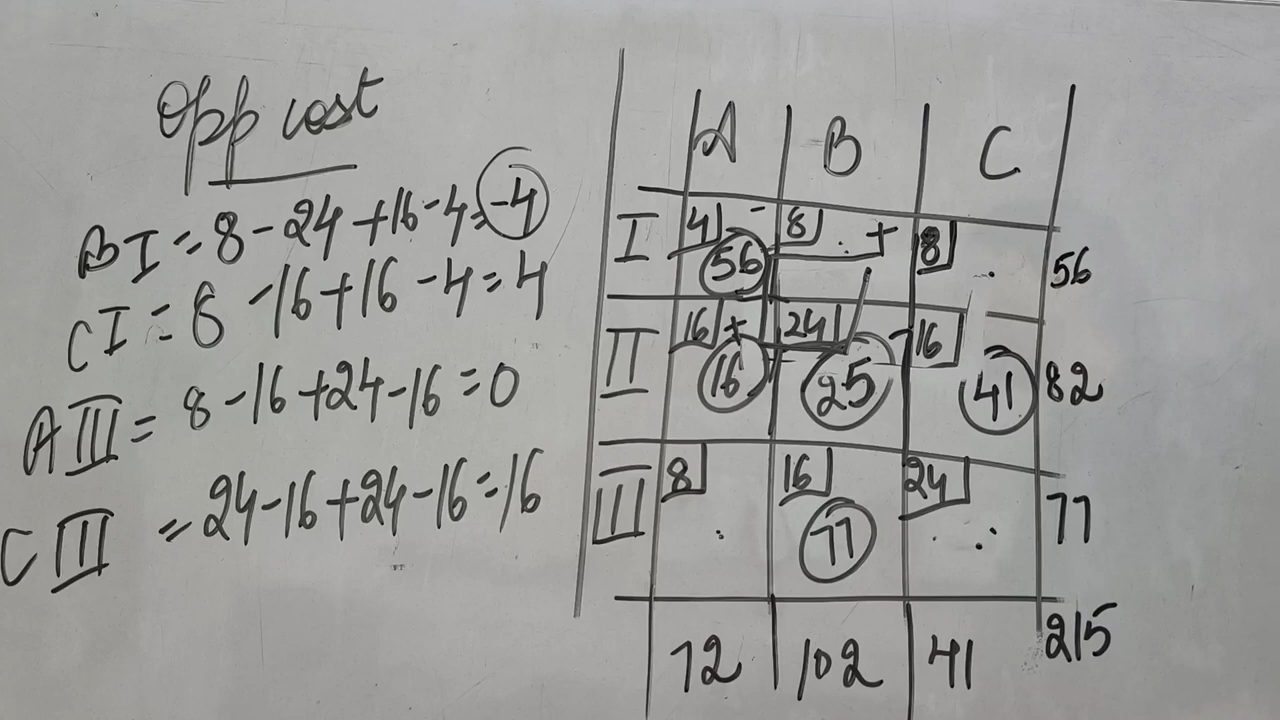 Opp cost
BI = 8 - 24 + 16 - 4 = -4
CI = 8 - 16 + 16 - 4 = 4
A III = 8 - 16 + 24 - 16 = 0
C III = 24 - 16 + 24 - 16 = 16
A B C
I 4 - 56 8 + 8 56
II 16 + 16 24 - 25 16 41 82
III 8 16 77 24 77
72 102 41 215